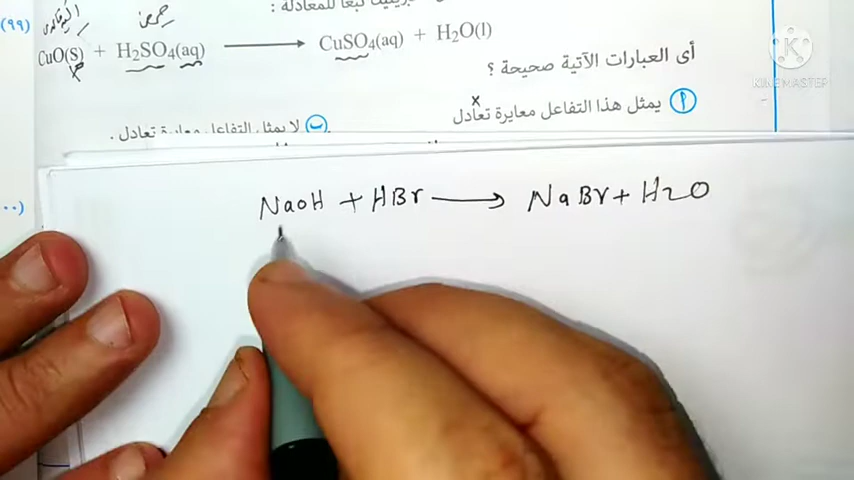 (٩٩)
حمض
CuO(S) + H₂SO₄(aq) ⟶ CuSO₄(aq) + H₂O(l)
أى العبارات الآتية صحيحة ؟
أ يمثل هذا التفاعل معايرة تعادل x
ب لا يمثل التفاعل معايرة تعادل .
NaOH + HBr ⟶ NaBr + H2O
KINEMASTER